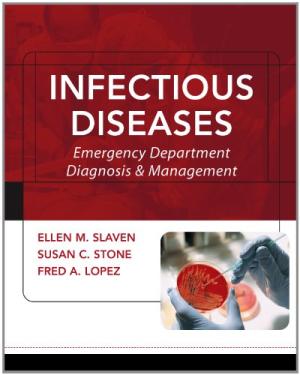 INFECTIOUS
DISEASES
Emergency Department
Diagnosis & Management
ELLEN M. SLAVEN
SUSAN C. STONE
FRED A. LOPEZ